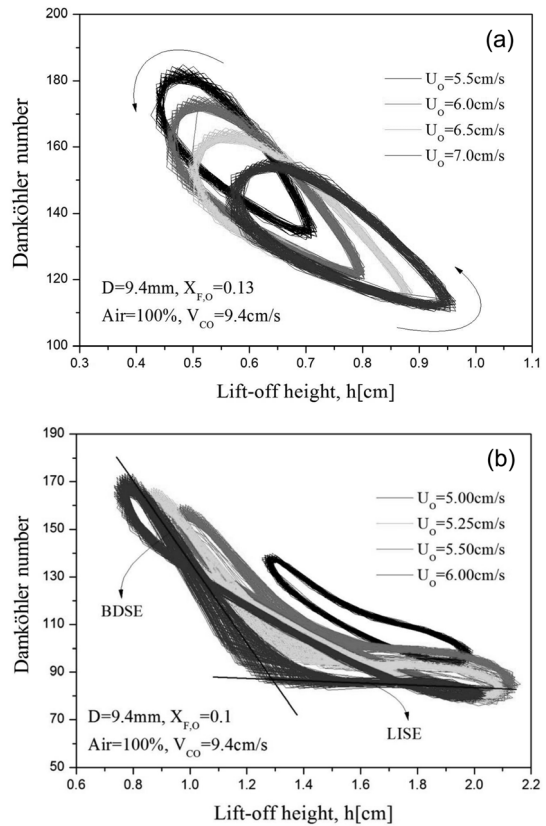 (a)
200
180
160
140
120
100
Damköhler number
U_O=5.5cm/s
U_O=6.0cm/s
U_O=6.5cm/s
U_O=7.0cm/s
D=9.4mm, X_F,O=0.13
Air=100%, V_CO=9.4cm/s
0.3 0.4 0.5 0.6 0.7 0.8 0.9 1.0 1.1
Lift-off height, h[cm]
(b)
190
170
150
130
110
90
70
50
Damköhler number
U_O=5.00cm/s
U_O=5.25cm/s
U_O=5.50cm/s
U_O=6.00cm/s
BDSE
LISE
D=9.4mm, X_F,O=0.1
Air=100%, V_CO=9.4cm/s
0.6 0.8 1.0 1.2 1.4 1.6 1.8 2.0 2.2
Lift-off height, h[cm]